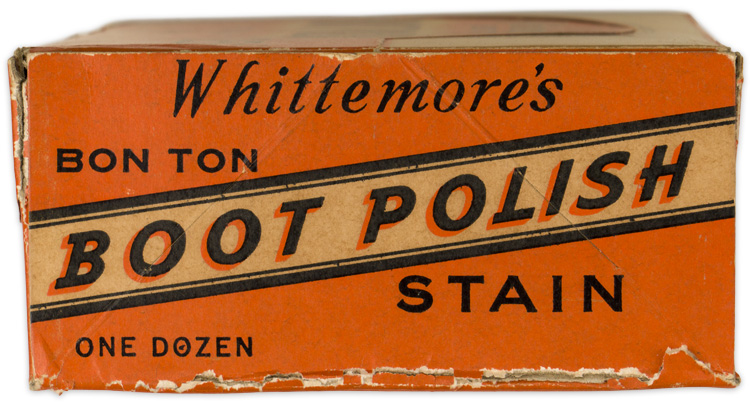 Whittemore's
BON TON
BOOT POLISH
STAIN
ONE DOZEN